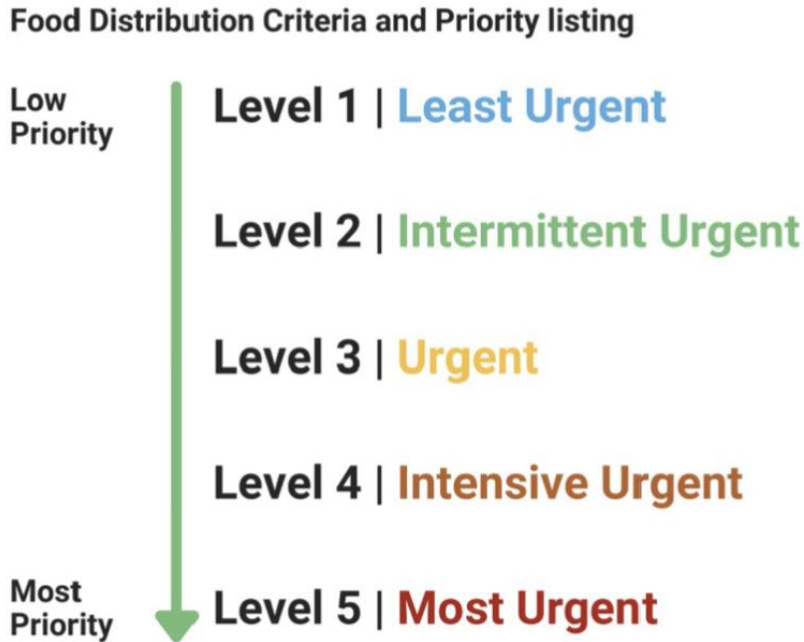 Food Distribution Criteria and Priority listing
Low
Priority
Level 1 | Least Urgent
Level 2 | Intermittent Urgent
Level 3 | Urgent
Level 4 | Intensive Urgent
Most
Priority
Level 5 | Most Urgent